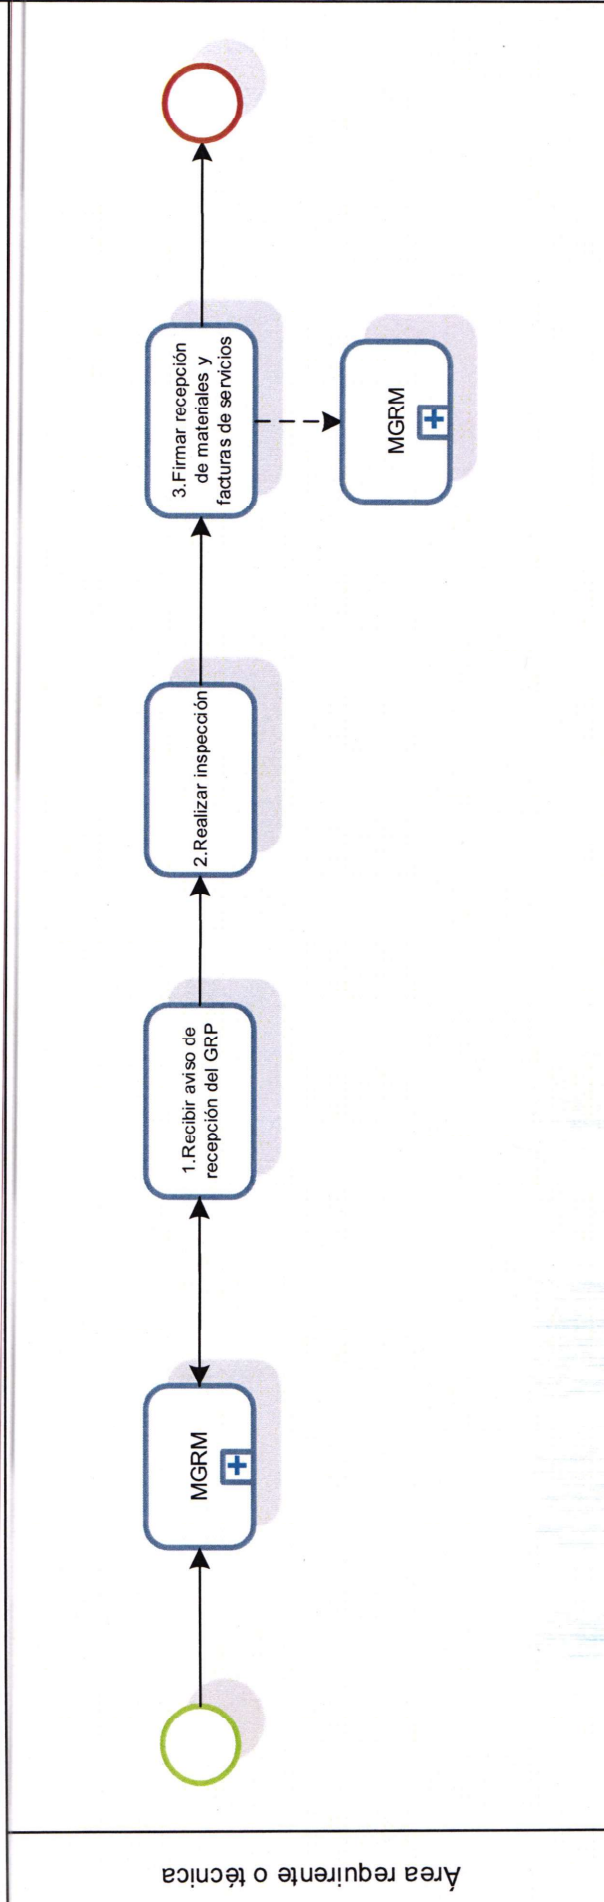 Área requirente o técnica
MGRM
1.Recibir aviso de
recepción del GRP
2.Realizar inspección
3.Firmar recepción
de materiales y
facturas de servicios
MGRM